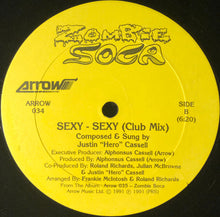 ZOMBIE
SOCA
ARROW
ARROW
034
SIDE
B
(6:20)
SEXY - SEXY (Club Mix)
Composed & Sung by
Justin "Hero" Cassell
Executive Producer: Alphonsus Cassell (Arrow)
Produced By: Alphonsus Cassell (Arrow)
Co-Produced By: Roland Richards, Julian McBrowne
& Justin "Hero" Cassell
Arranged By: Frankie McIntosh & Roland Richards
From The Album - Arrow 035 - Zombie Soca
Arrow Music Ltd. © 1991 ℗ 1991 (PRS)